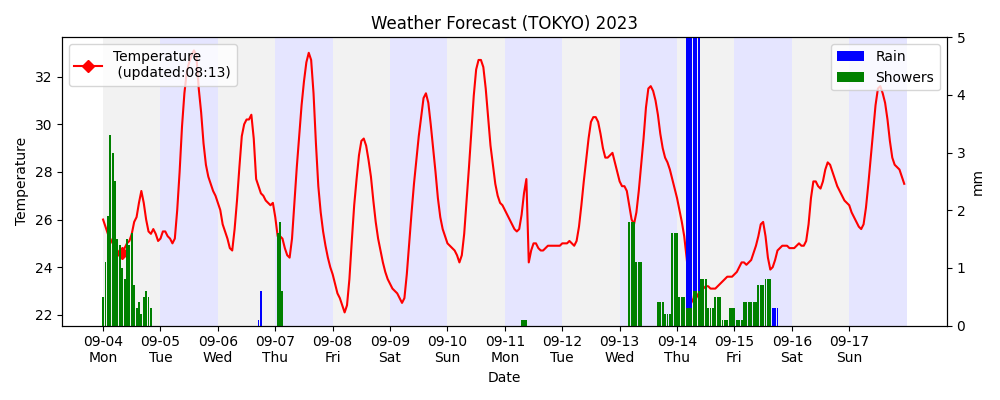 Weather Forecast (TOKYO) 2023
Temperature
(updated:08:13)
Rain
Showers
Temperature
32
30
28
26
24
22
5
4
3
2
1
0
mm
09-04 09-05 09-06 09-07 09-08 09-09 09-10 09-11 09-12 09-13 09-14 09-15 09-16 09-17
Mon Tue Wed Thu Fri Sat Sun Mon Tue Wed Thu Fri Sat Sun
Date